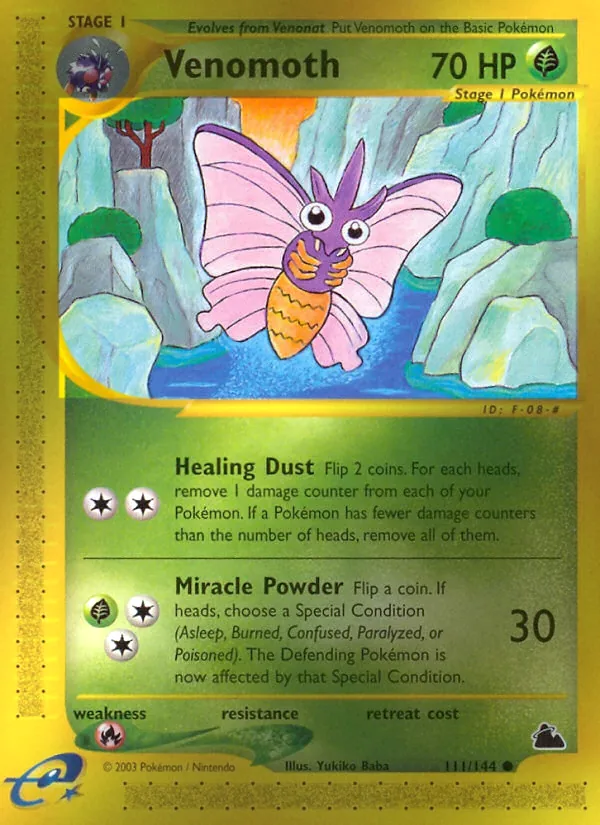 STAGE 1
Evolves from Venonat Put Venomoth on the Basic Pokémon
Venomoth 70 HP
Stage 1 Pokémon
ID: F-08-#
Healing Dust Flip 2 coins. For each heads,
remove 1 damage counter from each of your
Pokémon. If a Pokémon has fewer damage counters
than the number of heads, remove all of them.
Miracle Powder Flip a coin. If
heads, choose a Special Condition
(Asleep, Burned, Confused, Paralyzed, or
Poisoned). The Defending Pokémon is
now affected by that Special Condition.
30
weakness resistance retreat cost
© 2003 Pokémon / Nintendo Illus. Yukiko Baba 111/144
e